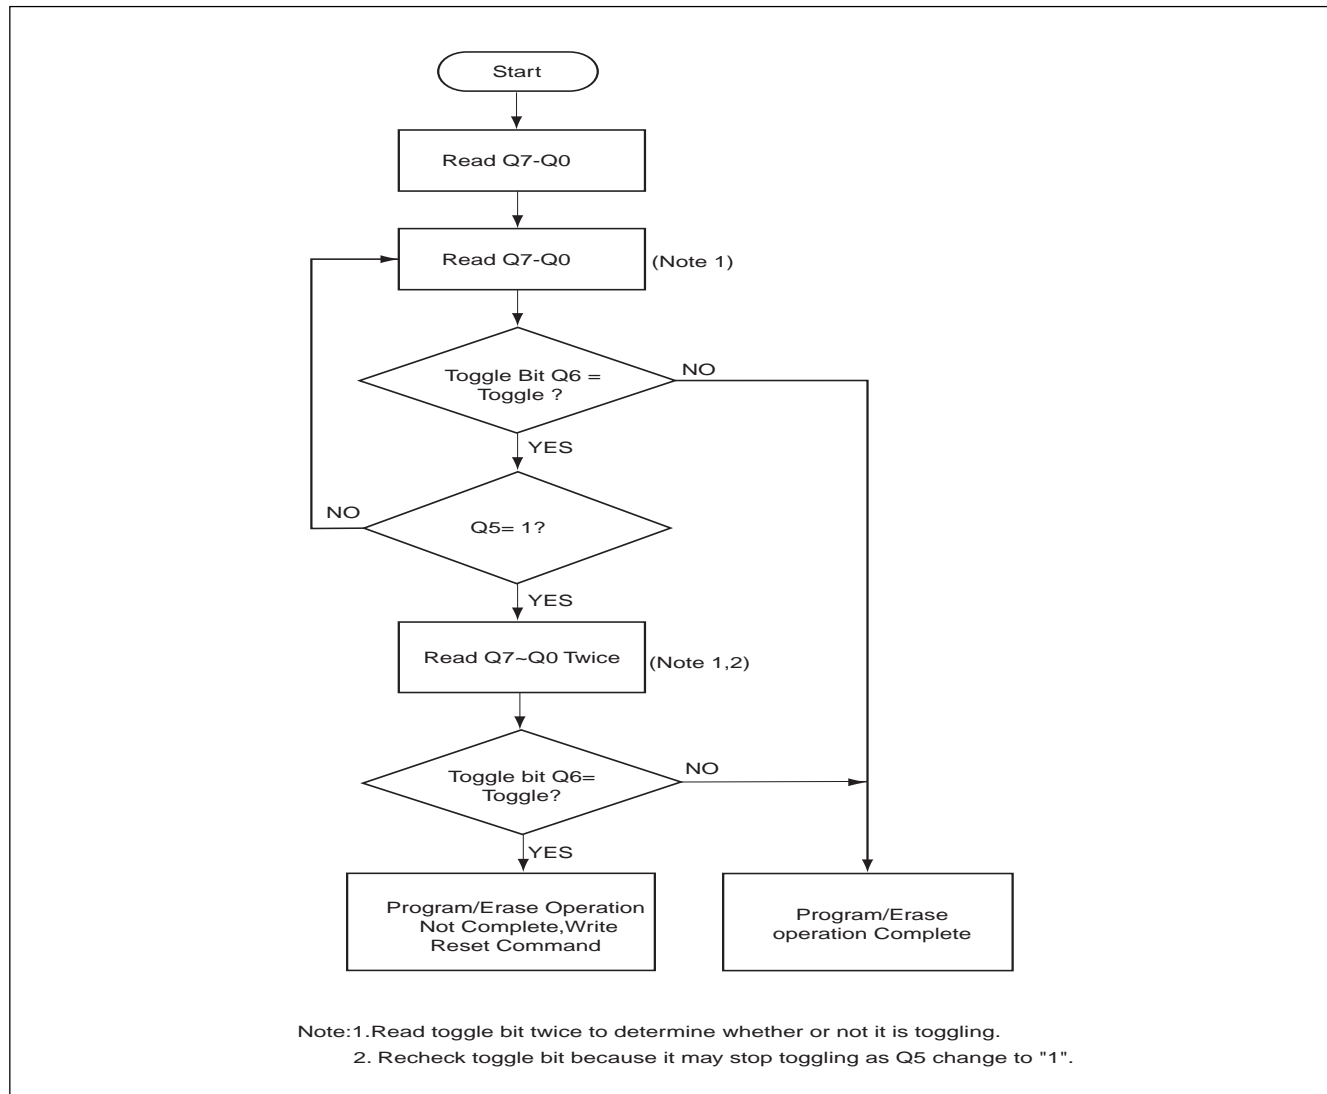 Start
Read Q7-Q0
Read Q7-Q0
(Note 1)
Toggle Bit Q6 =
Toggle ?
NO
YES
NO
Q5= 1?
YES
Read Q7~Q0 Twice
(Note 1,2)
Toggle bit Q6=
Toggle?
NO
YES
Program/Erase Operation
Not Complete,Write
Reset Command
Program/Erase
operation Complete
Note:1.Read toggle bit twice to determine whether or not it is toggling.
2. Recheck toggle bit because it may stop toggling as Q5 change to "1".